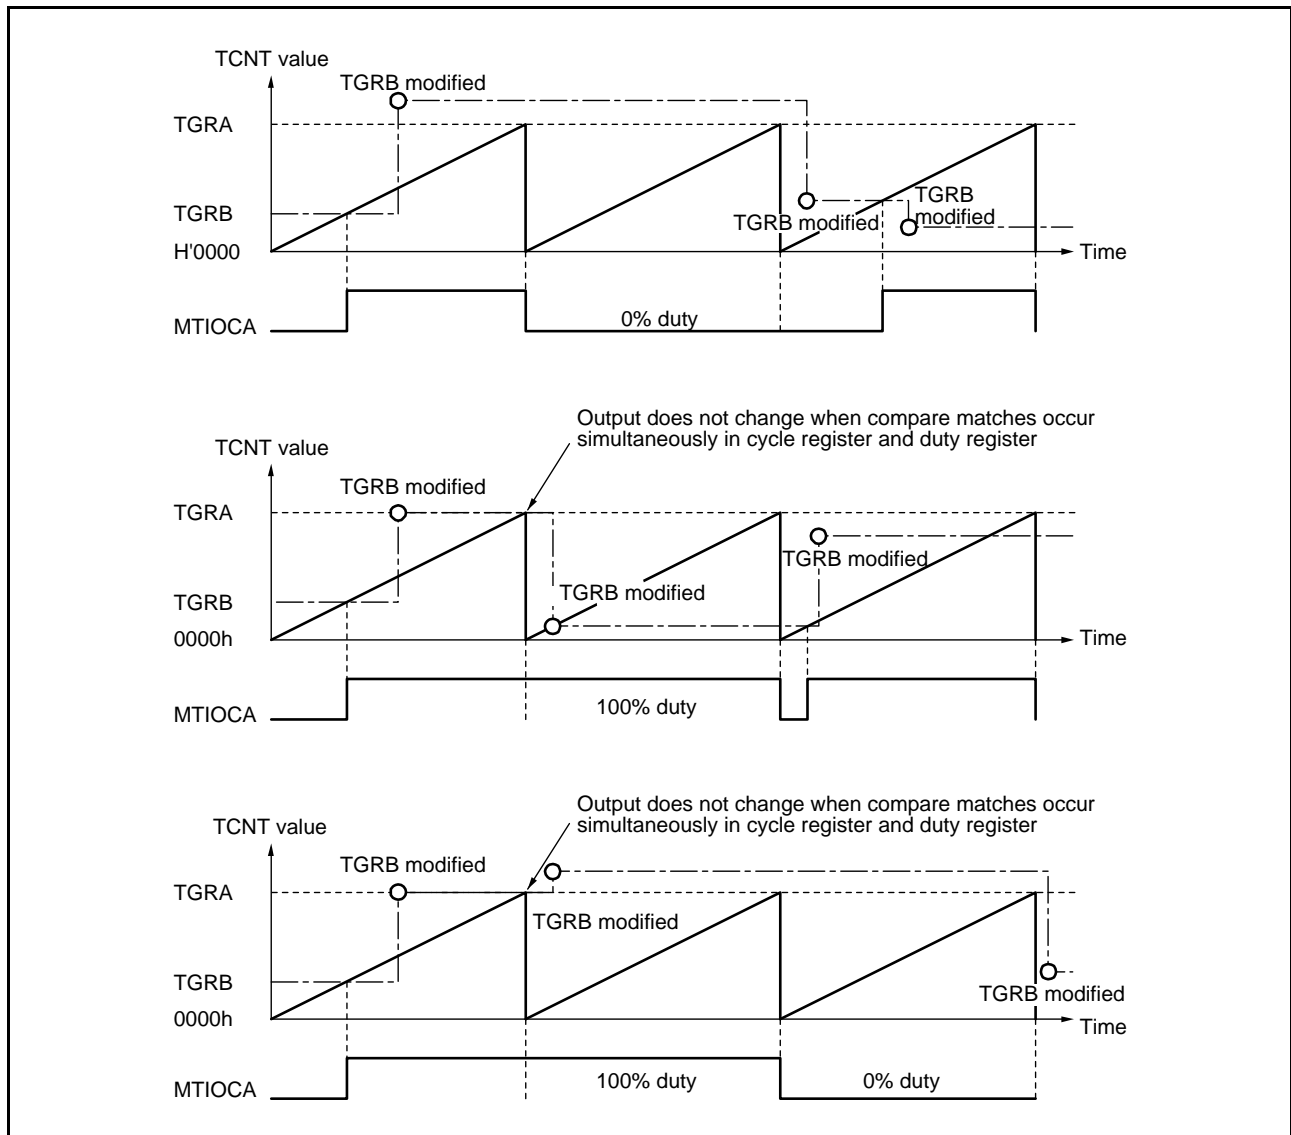 TCNT value
TGRB modified
TGRA
TGRB
TGRB modified
TGRB
modified
H'0000
Time
MTIOCA
0% duty
Output does not change when compare matches occur
simultaneously in cycle register and duty register
TCNT value
TGRB modified
TGRA
TGRB modified
TGRB modified
TGRB
0000h
Time
MTIOCA
100% duty
Output does not change when compare matches occur
simultaneously in cycle register and duty register
TCNT value
TGRB modified
TGRA
TGRB modified
TGRB
TGRB modified
0000h
Time
MTIOCA
100% duty
0% duty